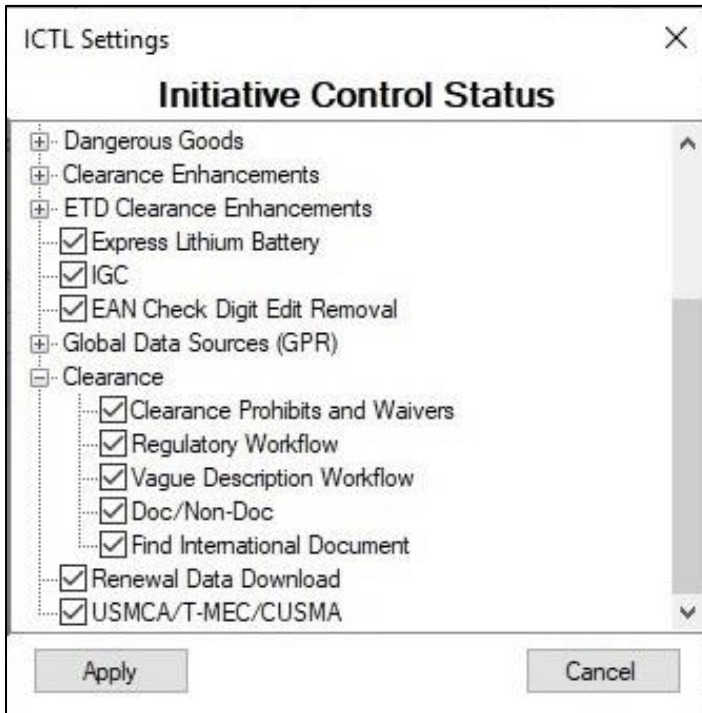 ICTL Settings
Initiative Control Status
Dangerous Goods
Clearance Enhancements
ETD Clearance Enhancements
Express Lithium Battery
IGC
EAN Check Digit Edit Removal
Global Data Sources (GPR)
Clearance
Clearance Prohibits and Waivers
Regulatory Workflow
Vague Description Workflow
Doc/Non-Doc
Find International Document
Renewal Data Download
USMCA/T-MEC/CUSMA
Apply Cancel